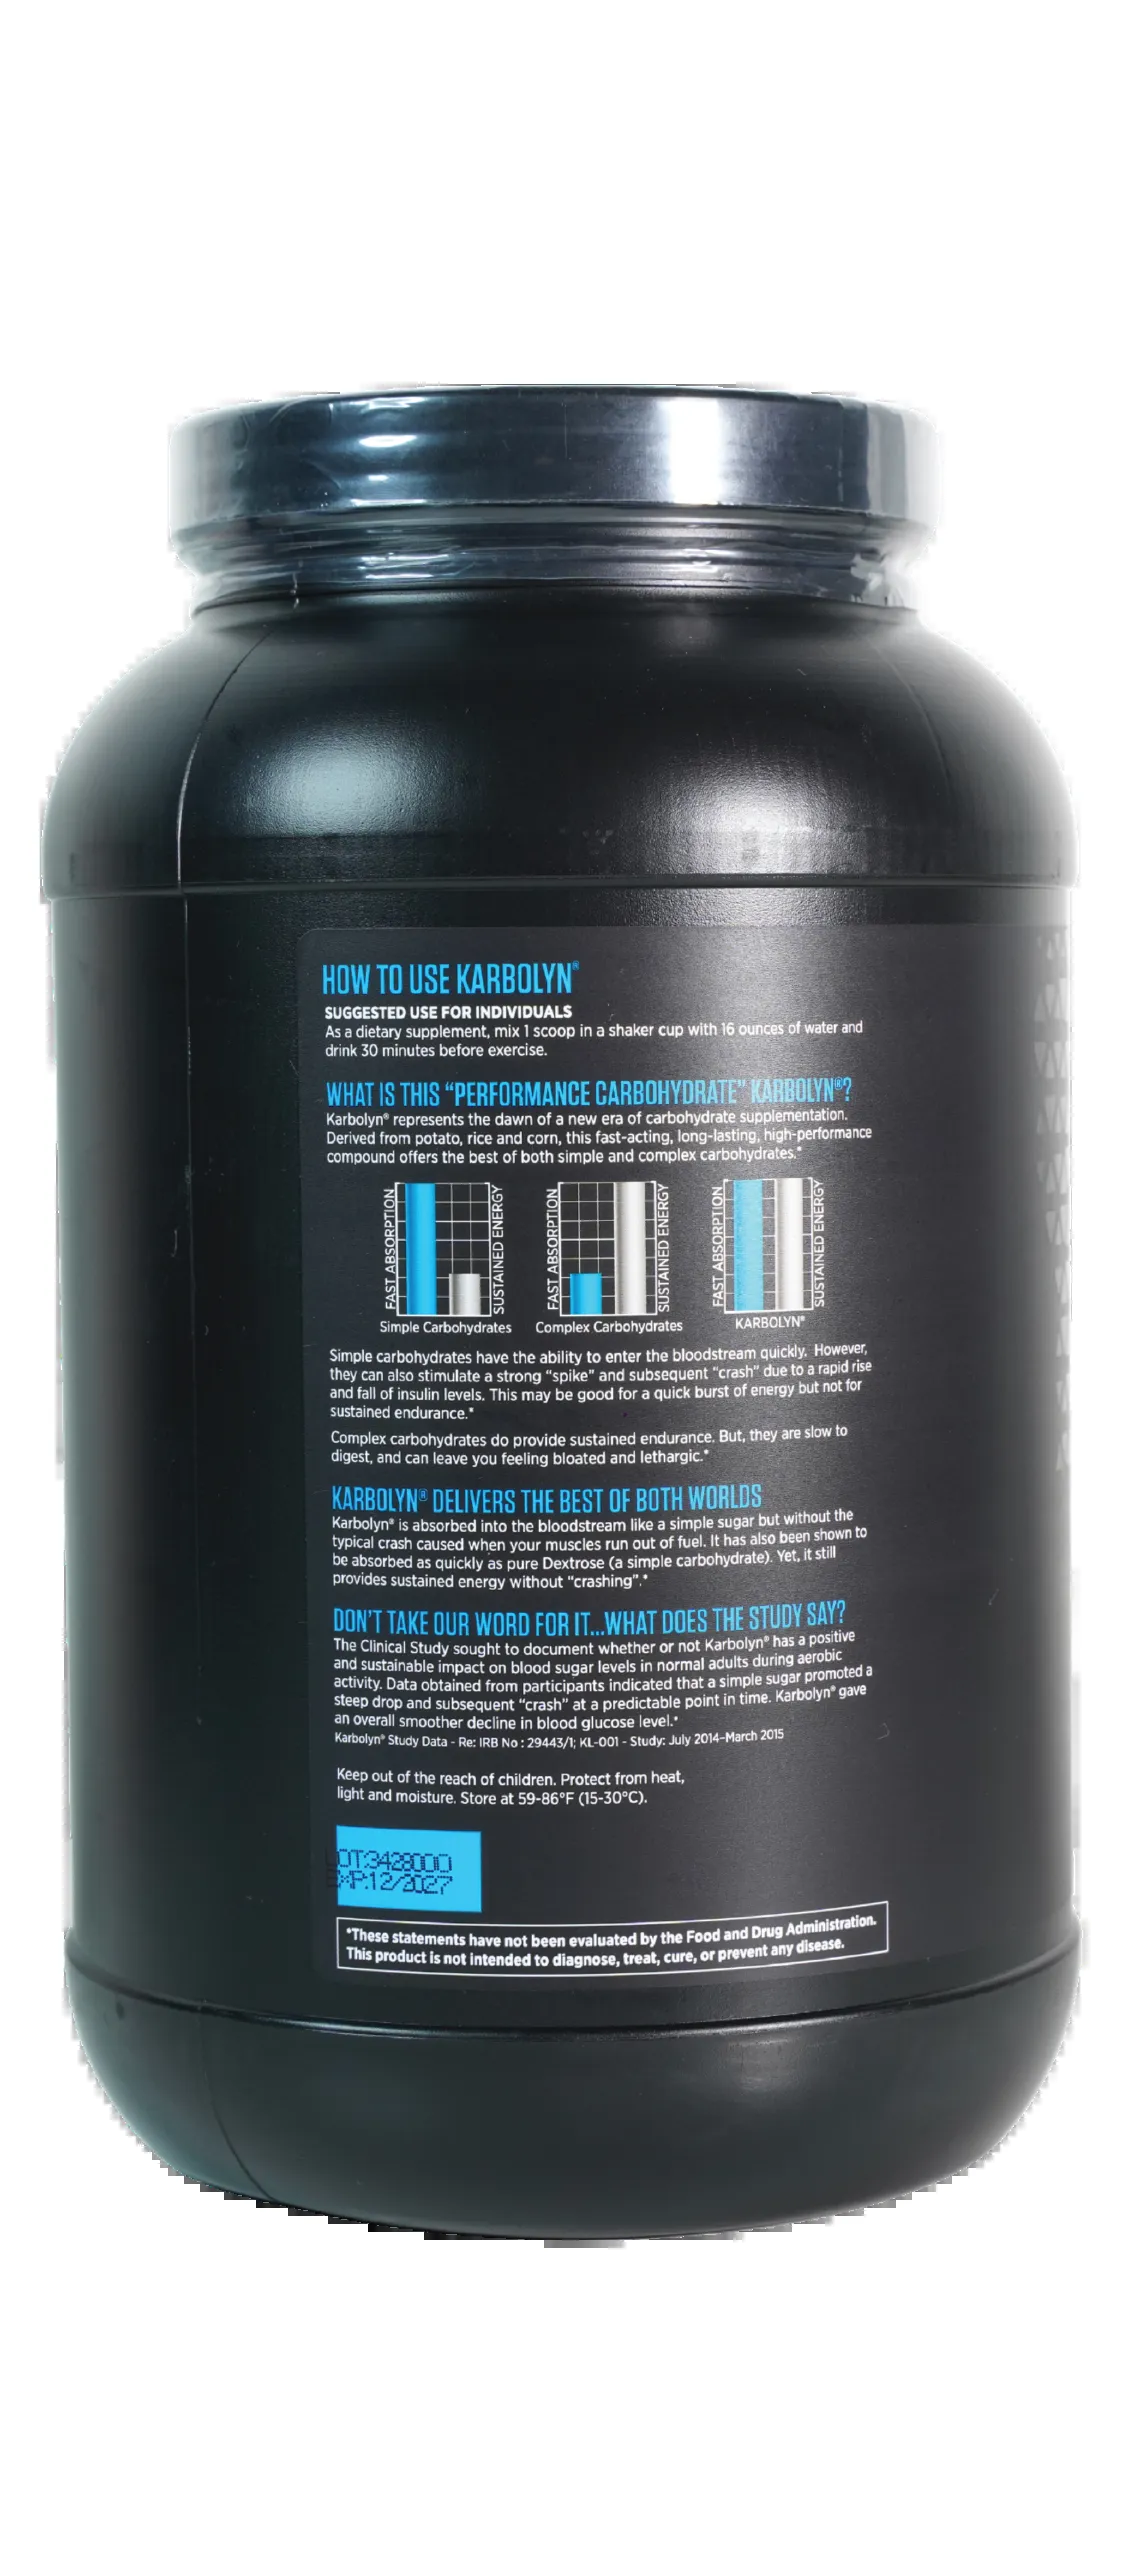 HOW TO USE KARBOLYN®
SUGGESTED USE FOR INDIVIDUALS
As a dietary supplement, mix 1 scoop in a shaker cup with 16 ounces of water and
drink 30 minutes before exercise.
WHAT IS THIS “PERFORMANCE CARBOHYDRATE” KARBOLYN®?
Karbolyn® represents the dawn of a new era of carbohydrate supplementation.
Derived from potato, rice and corn, this fast-acting, long-lasting, high-performance
compound offers the best of both simple and complex carbohydrates.*
FAST ABSORPTION
SUSTAINED ENERGY
Simple Carbohydrates
FAST ABSORPTION
SUSTAINED ENERGY
Complex Carbohydrates
FAST ABSORPTION
SUSTAINED ENERGY
KARBOLYN®
Simple carbohydrates have the ability to enter the bloodstream quickly. However,
they can also stimulate a strong “spike” and subsequent “crash” due to a rapid rise
and fall of insulin levels. This may be good for a quick burst of energy but not for
sustained endurance.*
Complex carbohydrates do provide sustained endurance. But, they are slow to
digest, and can leave you feeling bloated and lethargic.*
KARBOLYN® DELIVERS THE BEST OF BOTH WORLDS
Karbolyn® is absorbed into the bloodstream like a simple sugar but without the
typical crash caused when your muscles run out of fuel. It has also been shown to
be absorbed as quickly as pure Dextrose (a simple carbohydrate). Yet, it still
provides sustained energy without “crashing”.*
DON'T TAKE OUR WORD FOR IT...WHAT DOES THE STUDY SAY?
The Clinical Study sought to document whether or not Karbolyn® has a positive
and sustainable impact on blood sugar levels in normal adults during aerobic
activity. Data obtained from participants indicated that a simple sugar promoted a
steep drop and subsequent “crash” at a predictable point in time. Karbolyn® gave
an overall smoother decline in blood glucose level.*
Karbolyn® Study Data - Re: IRB No : 29443/1; KL-001 - Study: July 2014–March 2015
Keep out of the reach of children. Protect from heat,
light and moisture. Store at 59-86°F (15-30°C).
LOT:3428000
EXP:12/2027
*These statements have not been evaluated by the Food and Drug Administration.
This product is not intended to diagnose, treat, cure, or prevent any disease.